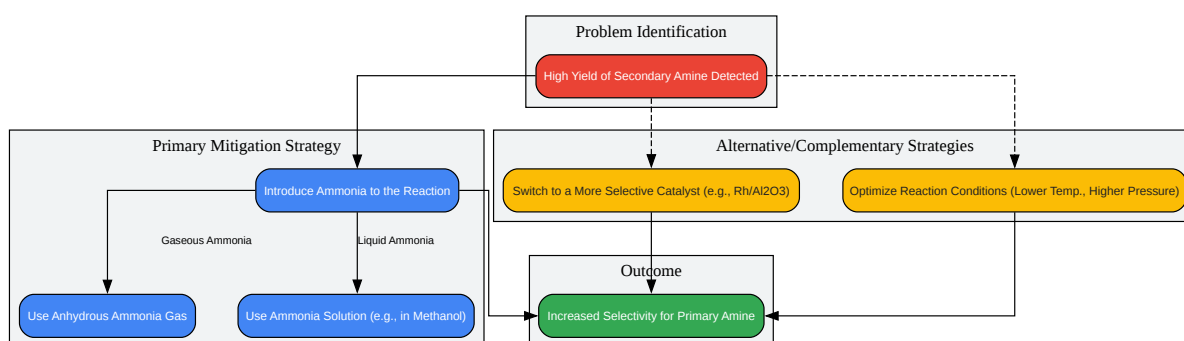 Problem Identification
High Yield of Secondary Amine Detected
Primary Mitigation Strategy
Alternative/Complementary Strategies
Introduce Ammonia to the Reaction
Switch to a More Selective Catalyst (e.g., Rh/Al2O3)
Optimize Reaction Conditions (Lower Temp., Higher Pressure)
Gaseous Ammonia
Liquid Ammonia
Outcome
Use Anhydrous Ammonia Gas
Use Ammonia Solution (e.g., in Methanol)
Increased Selectivity for Primary Amine